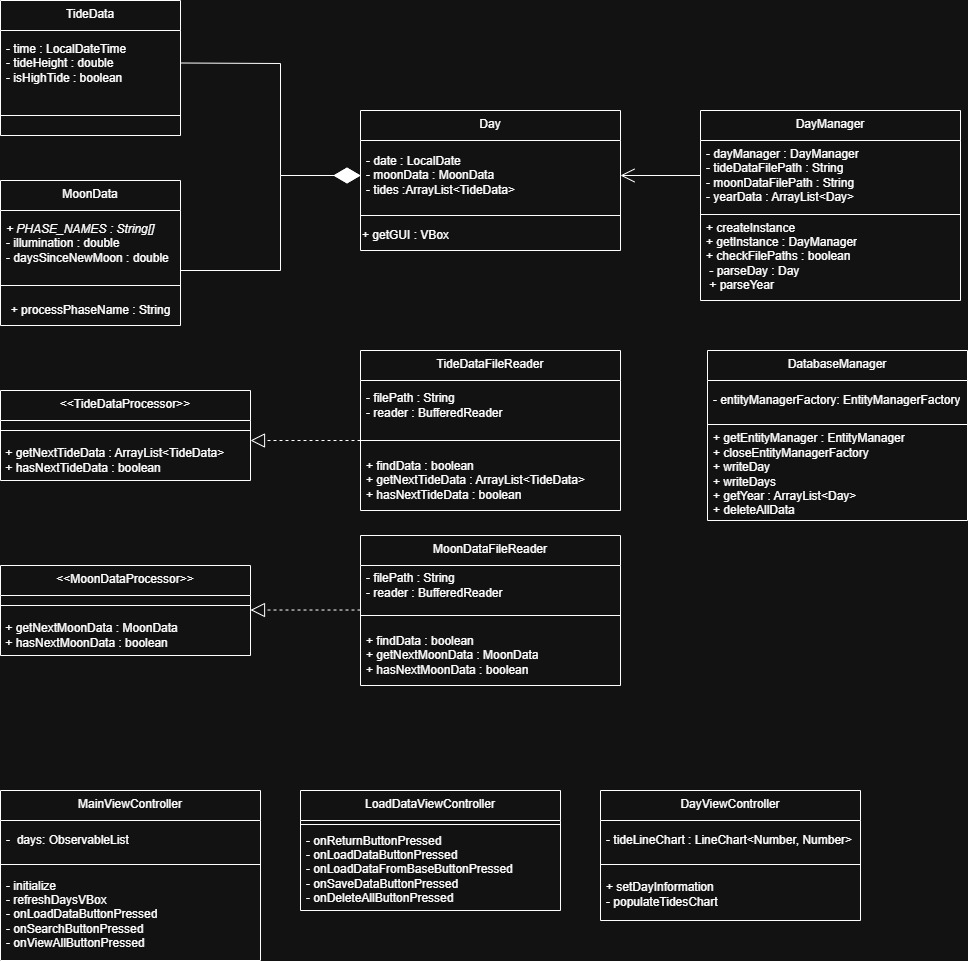 TideData
- time : LocalDateTime
- tideHeight : double
- isHighTide : boolean
MoonData
+ PHASE_NAMES : String[]
- illumination : double
- daysSinceNewMoon : double
+ processPhaseName : String
Day
- date : LocalDate
- moonData : MoonData
- tides :ArrayList<TideData>
+ getGUI : VBox
DayManager
- dayManager : DayManager
- tideDataFilePath : String
- moonDataFilePath : String
- yearData : ArrayList<Day>
+ createInstance
+ getInstance : DayManager
+ checkFilePaths : boolean
- parseDay : Day
+ parseYear
<<TideDataProcessor>>
+ getNextTideData : ArrayList<TideData>
+ hasNextTideData : boolean
TideDataFileReader
- filePath : String
- reader : BufferedReader
+ findData : boolean
+ getNextTideData : ArrayList<TideData>
+ hasNextTideData : boolean
DatabaseManager
- entityManagerFactory: EntityManagerFactory
+ getEntityManager : EntityManager
+ closeEntityManagerFactory
+ writeDay
+ writeDays
+ getYear : ArrayList<Day>
+ deleteAllData
<<MoonDataProcessor>>
+ getNextMoonData : MoonData
+ hasNextMoonData : boolean
MoonDataFileReader
- filePath : String
- reader : BufferedReader
+ findData : boolean
+ getNextMoonData : MoonData
+ hasNextMoonData : boolean
MainViewController
- days: ObservableList
- initialize
- refreshDaysVBox
- onLoadDataButtonPressed
- onSearchButtonPressed
- onViewAllButtonPressed
LoadDataViewController
- onReturnButtonPressed
- onLoadDataButtonPressed
- onLoadDataFromBaseButtonPressed
- onSaveDataButtonPressed
- onDeleteAllButtonPressed
DayViewController
- tideLineChart : LineChart<Number, Number>
+ setDayInformation
- populateTidesChart